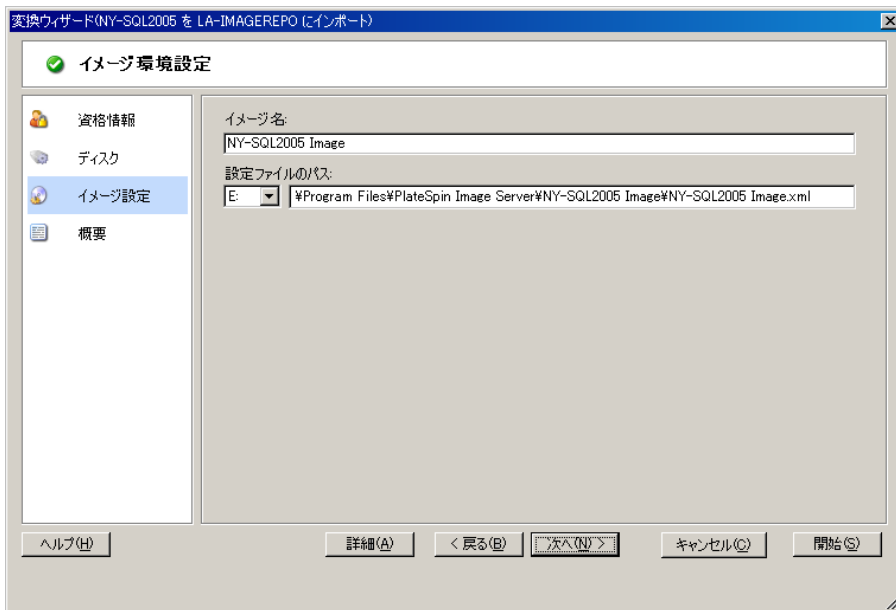 変換ウィザード(NY-SQL2005 を LA-IMAGEREPO にインポート)
イメージ環境設定
資格情報
ディスク
イメージ設定
概要
イメージ名:
NY-SQL2005 Image
設定ファイルのパス:
E: ¥Program Files¥PlateSpin Image Server¥NY-SQL2005 Image¥NY-SQL2005 Image.xml
ヘルプ(H) 詳細(A) < 戻る(B) 次へ(N) > キャンセル(C) 開始(S)